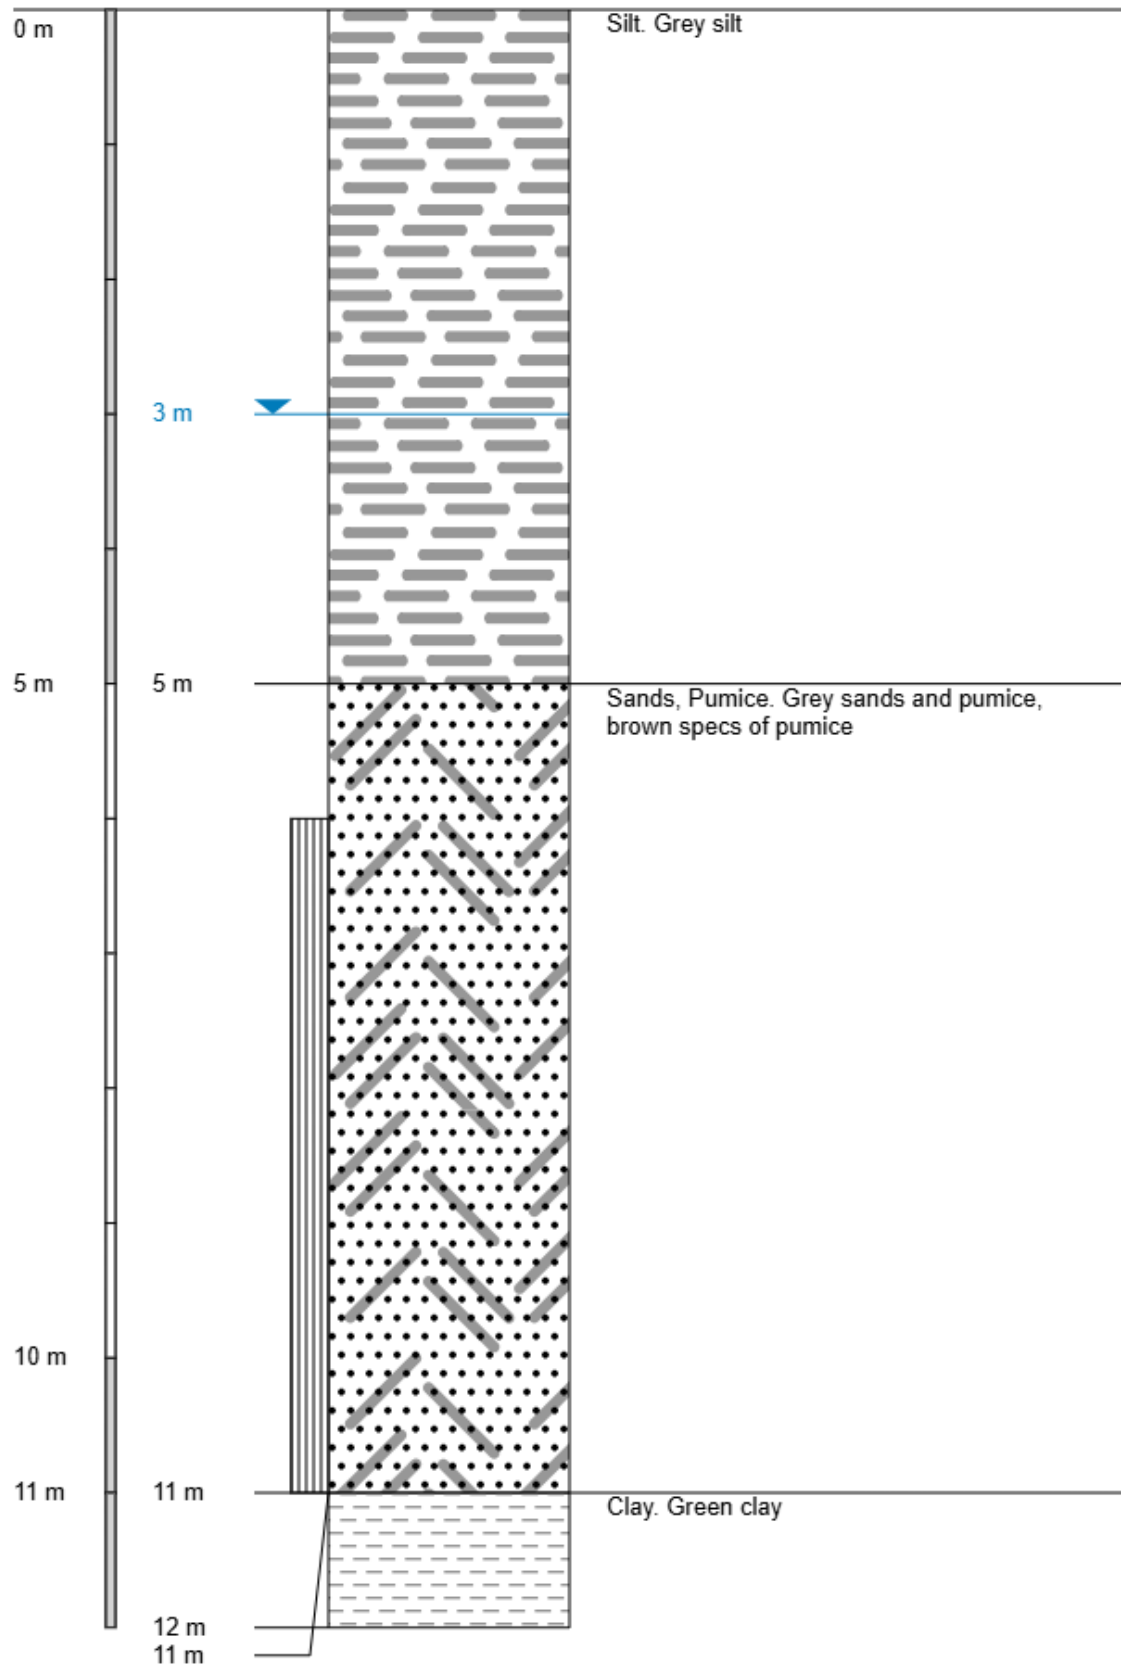 0 m
Silt. Grey silt
3 m
5 m
5 m
Sands, Pumice. Grey sands and pumice,
brown specs of pumice
10 m
11 m
11 m
Clay. Green clay
12 m
11 m